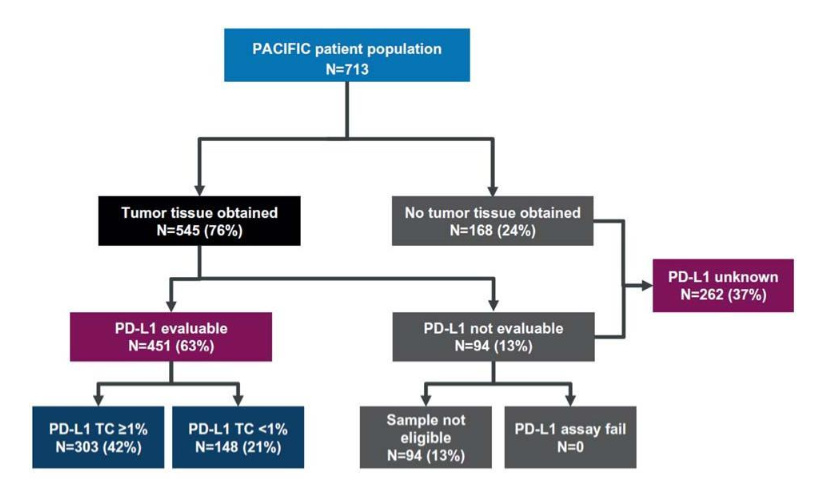 PACIFIC patient population
N=713
Tumor tissue obtained
N=545 (76%)
No tumor tissue obtained
N=168 (24%)
PD-L1 unknown
N=262 (37%)
PD-L1 evaluable
N=451 (63%)
PD-L1 not evaluable
N=94 (13%)
PD-L1 TC ≥1%
N=303 (42%)
PD-L1 TC <1%
N=148 (21%)
Sample not
eligible
N=94 (13%)
PD-L1 assay fail
N=0